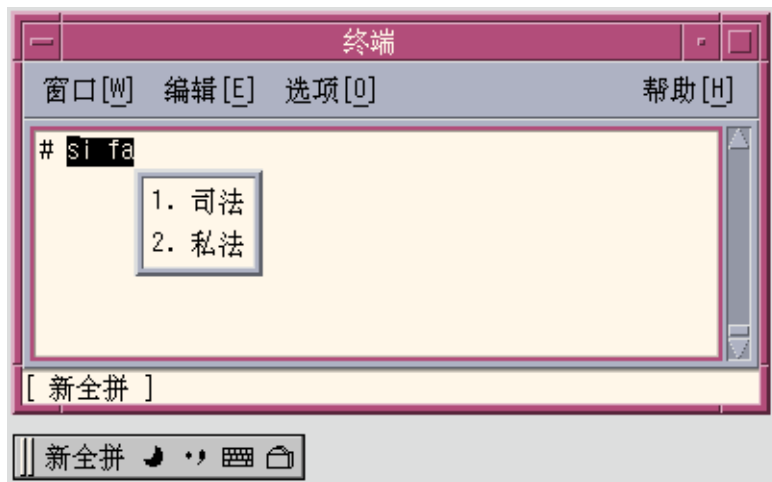 终端
窗口[W] 编辑[E] 选项[O] 帮助[H]
# si fa
1. 司法
2. 私法
[ 新全拼 ]
新全拼